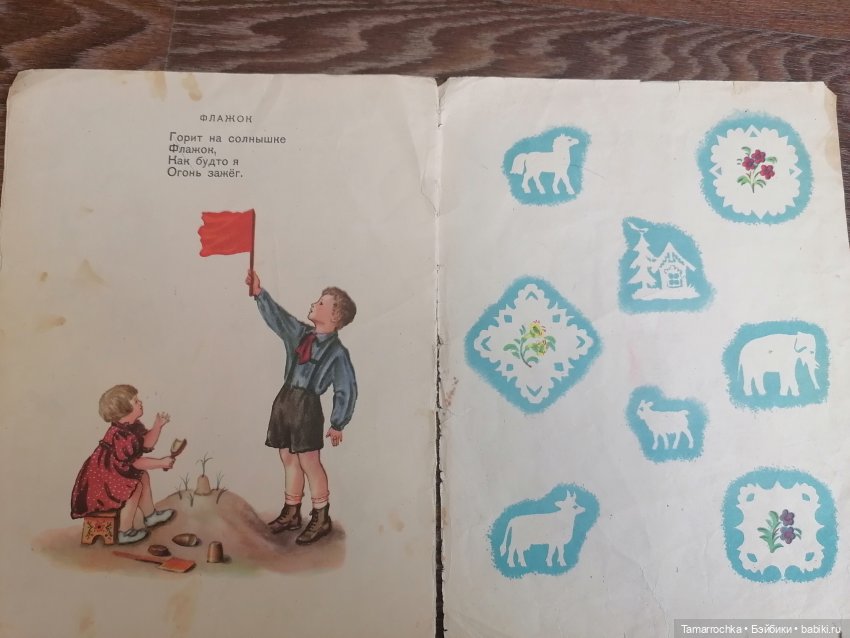 ФЛАЖОК
Горит на солнышке
Флажок,
Как будто я
Огонь зажёг.
Tamarrochka • Бэйбики • babiki.ru